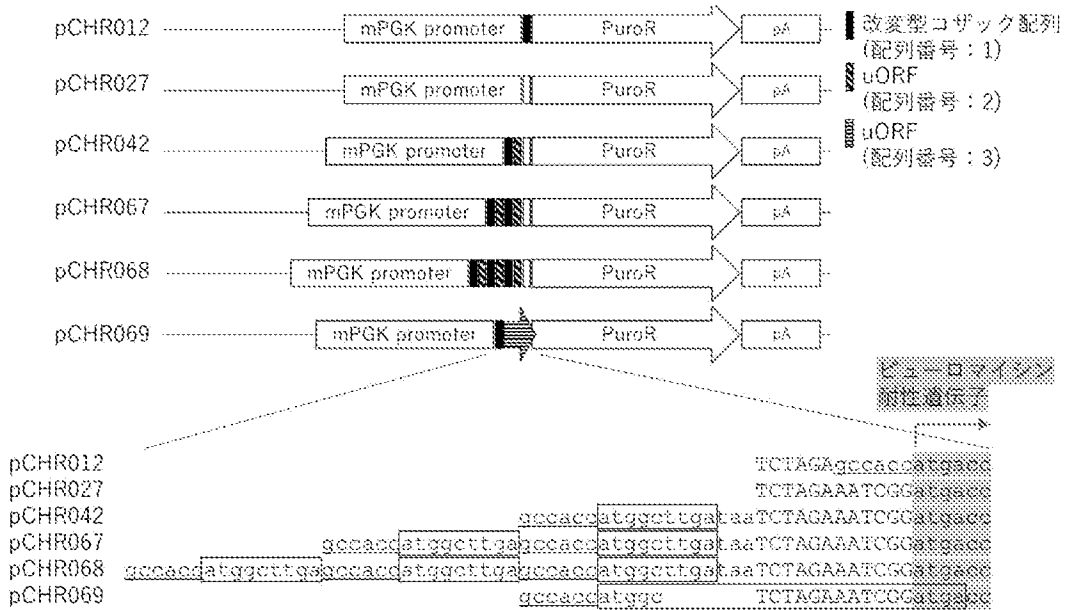 pCHR012
mPGK promoter
PuroR
pA
改変型コザック配列
(配列番号：1)
pCHR027
mPGK promoter
PuroR
pA
uORF
(配列番号：2)
pCHR042
mPGK promoter
PuroR
pA
uORF
(配列番号：3)
pCHR067
mPGK promoter
PuroR
pA
pCHR068
mPGK promoter
PuroR
pA
pCHR069
mPGK promoter
PuroR
pA
ピューロマイシン
耐性遺伝子
pCHR012 TCTAGAgccaccatgacc
pCHR027 TCTAGAAATCGGatgacc
pCHR042 gccaccatggcttgataaTCTAGAAATCGGatgacc
pCHR067 gccaccatggcttgagccaccatggcttgataaTCTAGAAATCGGatgacc
pCHR068 gccaccatggcttgagccaccatggcttgagccaccatggcttgataaTCTAGAAATCGGatgacc
pCHR069 gccaccatggc TCTAGAAATCGGatgacc